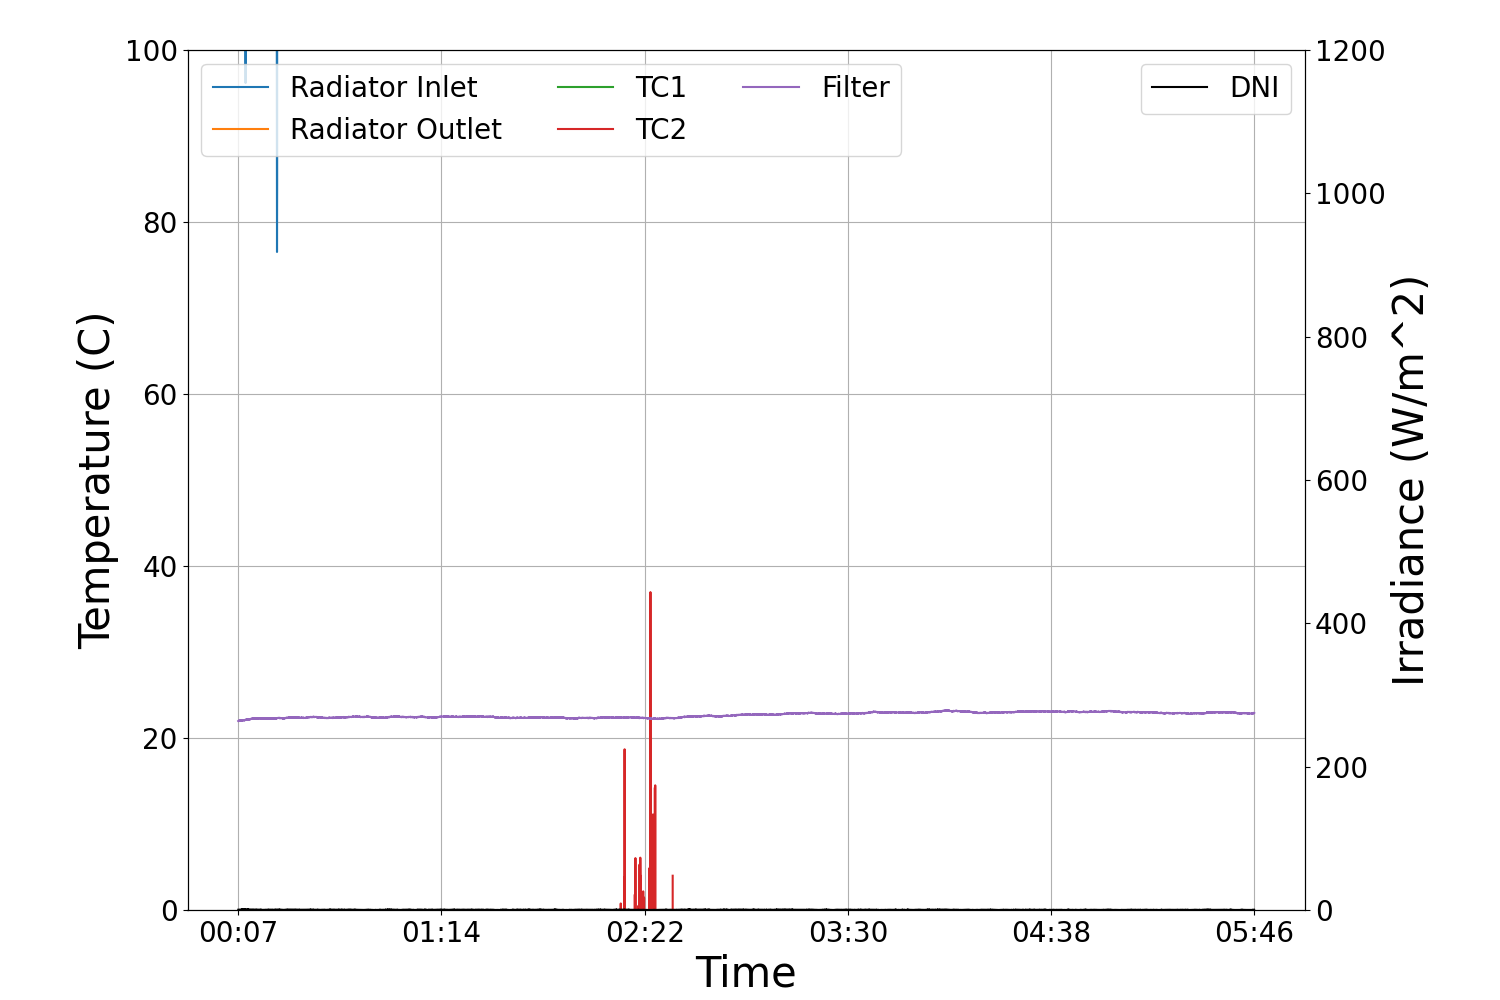 100
80
60
40
20
0
Temperature (C)
Radiator Inlet
Radiator Outlet
TC1
TC2
Filter
DNI
1200
1000
800
600
400
200
0
Irradiance (W/m^2)
00:07 01:14 02:22 03:30 04:38 05:46
Time